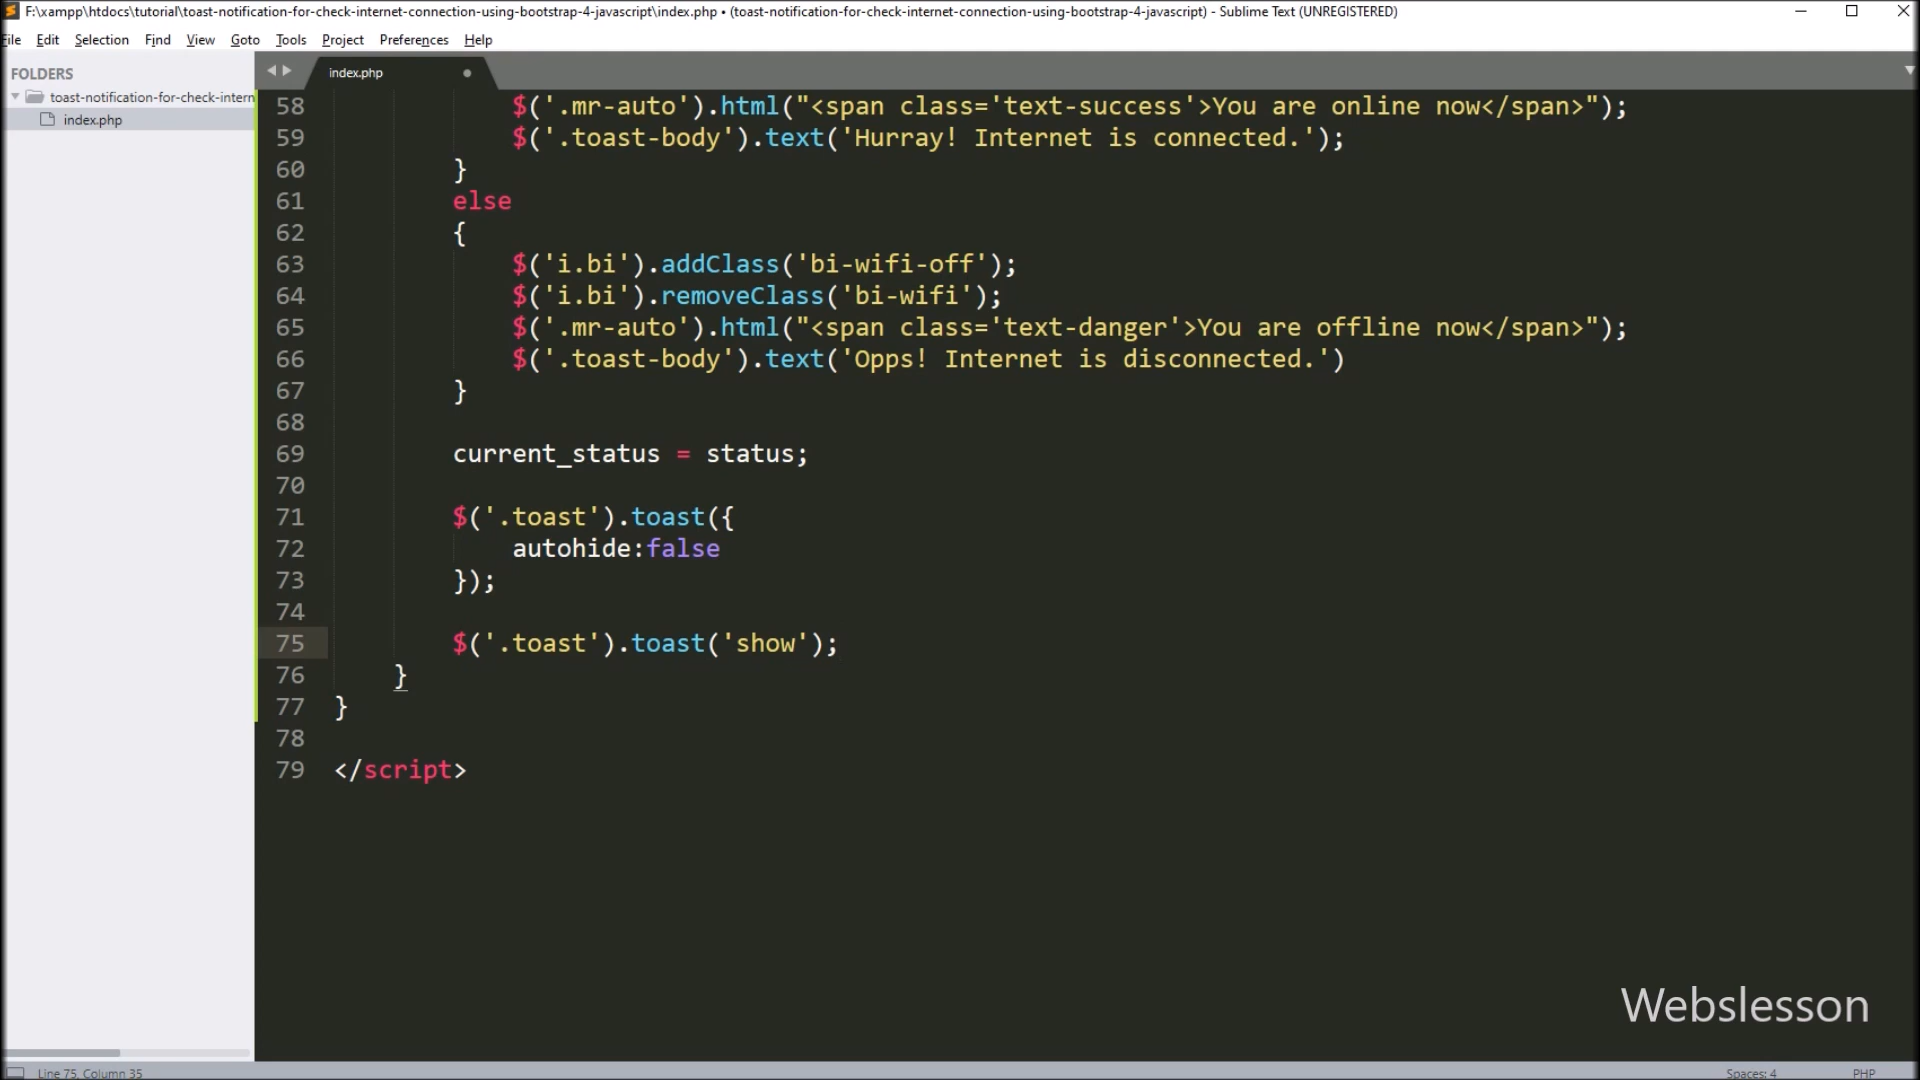 F:\xampp\htdocs\tutorial\toast-notification-for-check-internet-connection-using-bootstrap-4-javascript\index.php • (toast-notification-for-check-internet-connection-using-bootstrap-4-javascript) - Sublime Text (UNREGISTERED)
File Edit Selection Find View Goto Tools Project Preferences Help
FOLDERS
toast-notification-for-check-intern
index.php
index.php
58 $('.mr-auto').html("<span class='text-success'>You are online now</span>");
59 $('.toast-body').text('Hurray! Internet is connected.');
60 }
61 else
62 {
63 $('i.bi').addClass('bi-wifi-off');
64 $('i.bi').removeClass('bi-wifi');
65 $('.mr-auto').html("<span class='text-danger'>You are offline now</span>");
66 $('.toast-body').text('Opps! Internet is disconnected.')
67 }
68
69 current_status = status;
70
71 $('.toast').toast({
72 autohide:false
73 });
74
75 $('.toast').toast('show');
76 }
77 }
78
79 </script>
Webslesson
Line 75, Column 35 Spaces: 4 PHP